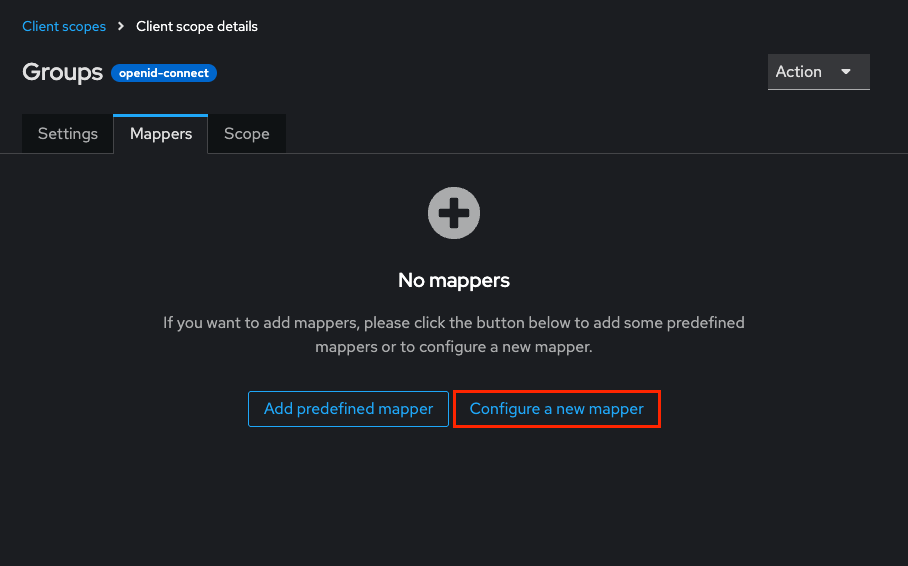 Client scopes > Client scope details
Groups openid-connect
Action
Settings Mappers Scope
No mappers
If you want to add mappers, please click the button below to add some predefined
mappers or to configure a new mapper.
Add predefined mapper Configure a new mapper